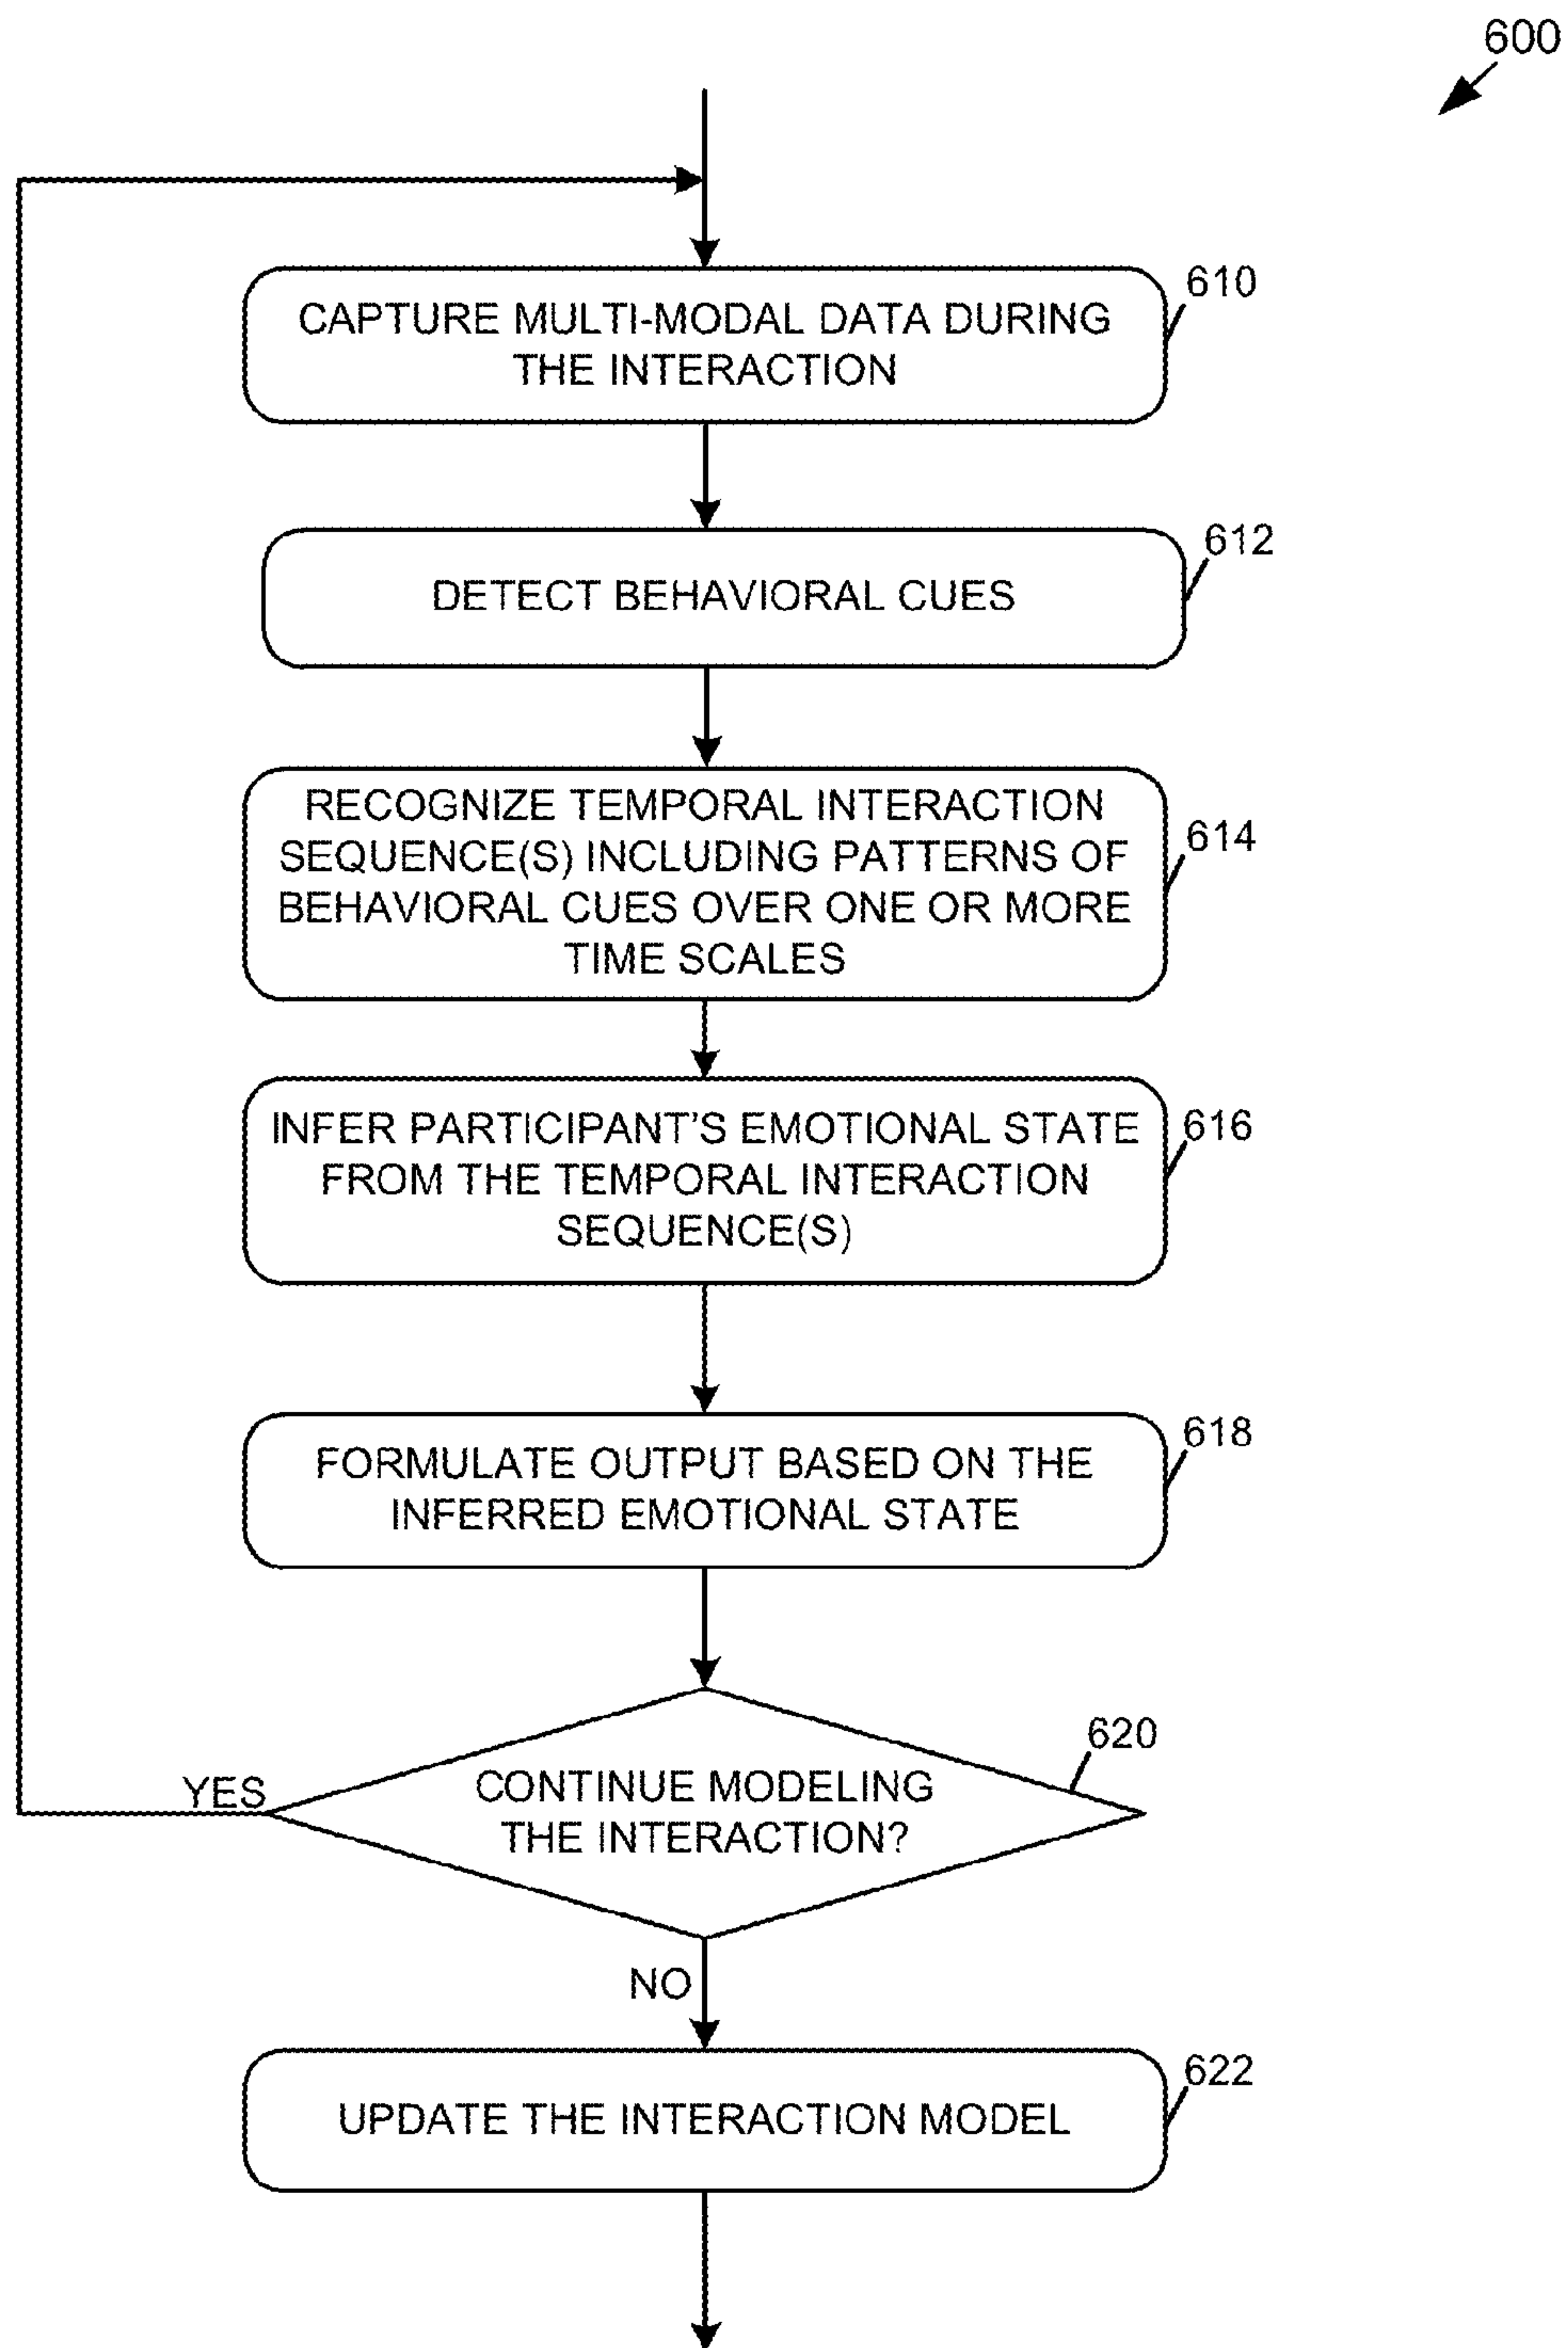 600
CAPTURE MULTI-MODAL DATA DURING
THE INTERACTION
610
DETECT BEHAVIORAL CUES
612
RECOGNIZE TEMPORAL INTERACTION
SEQUENCE(S) INCLUDING PATTERNS OF
BEHAVIORAL CUES OVER ONE OR MORE
TIME SCALES
614
INFER PARTICIPANT'S EMOTIONAL STATE
FROM THE TEMPORAL INTERACTION
SEQUENCE(S)
616
FORMULATE OUTPUT BASED ON THE
INFERRED EMOTIONAL STATE
618
CONTINUE MODELING
THE INTERACTION?
620
YES
NO
UPDATE THE INTERACTION MODEL
622